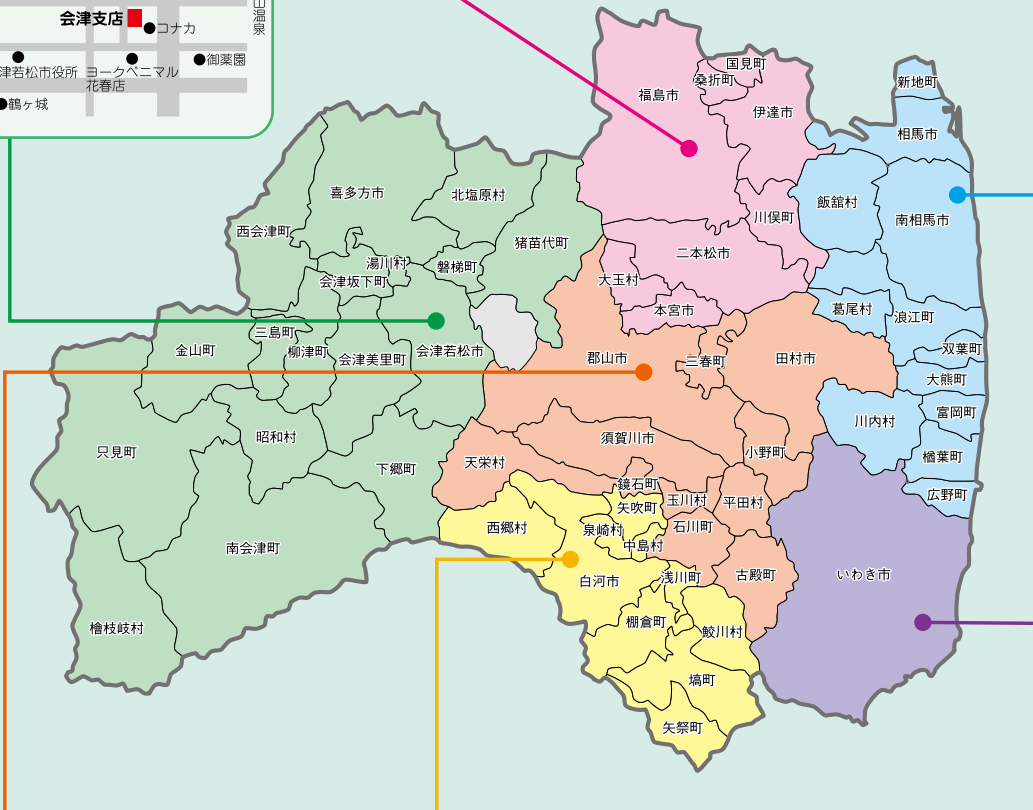 会津支店
コナカ
山温泉
津若松市役所
ヨークベニマル
花春店
御薬園
鶴ヶ城
国見町
桑折町
福島市
伊達市
新地町
相馬市
喜多方市
北塩原村
飯舘村
南相馬市
川俣町
西会津町
猪苗代町
二本松市
湯川村
磐梯町
会津坂下町
大玉村
本宮市
葛尾村
浪江町
三島町
金山町
柳津町
会津美里町
会津若松市
郡山市
三春町
田村市
双葉町
大熊町
富岡町
川内村
昭和村
須賀川市
小野町
只見町
下郷町
天栄村
楢葉町
鏡石町
玉川村
平田村
広野町
矢吹町
西郷村
泉崎村
石川町
中島村
南会津町
白河市
浅川町
古殿町
いわき市
檜枝岐村
棚倉町
鮫川村
塙町
矢祭町